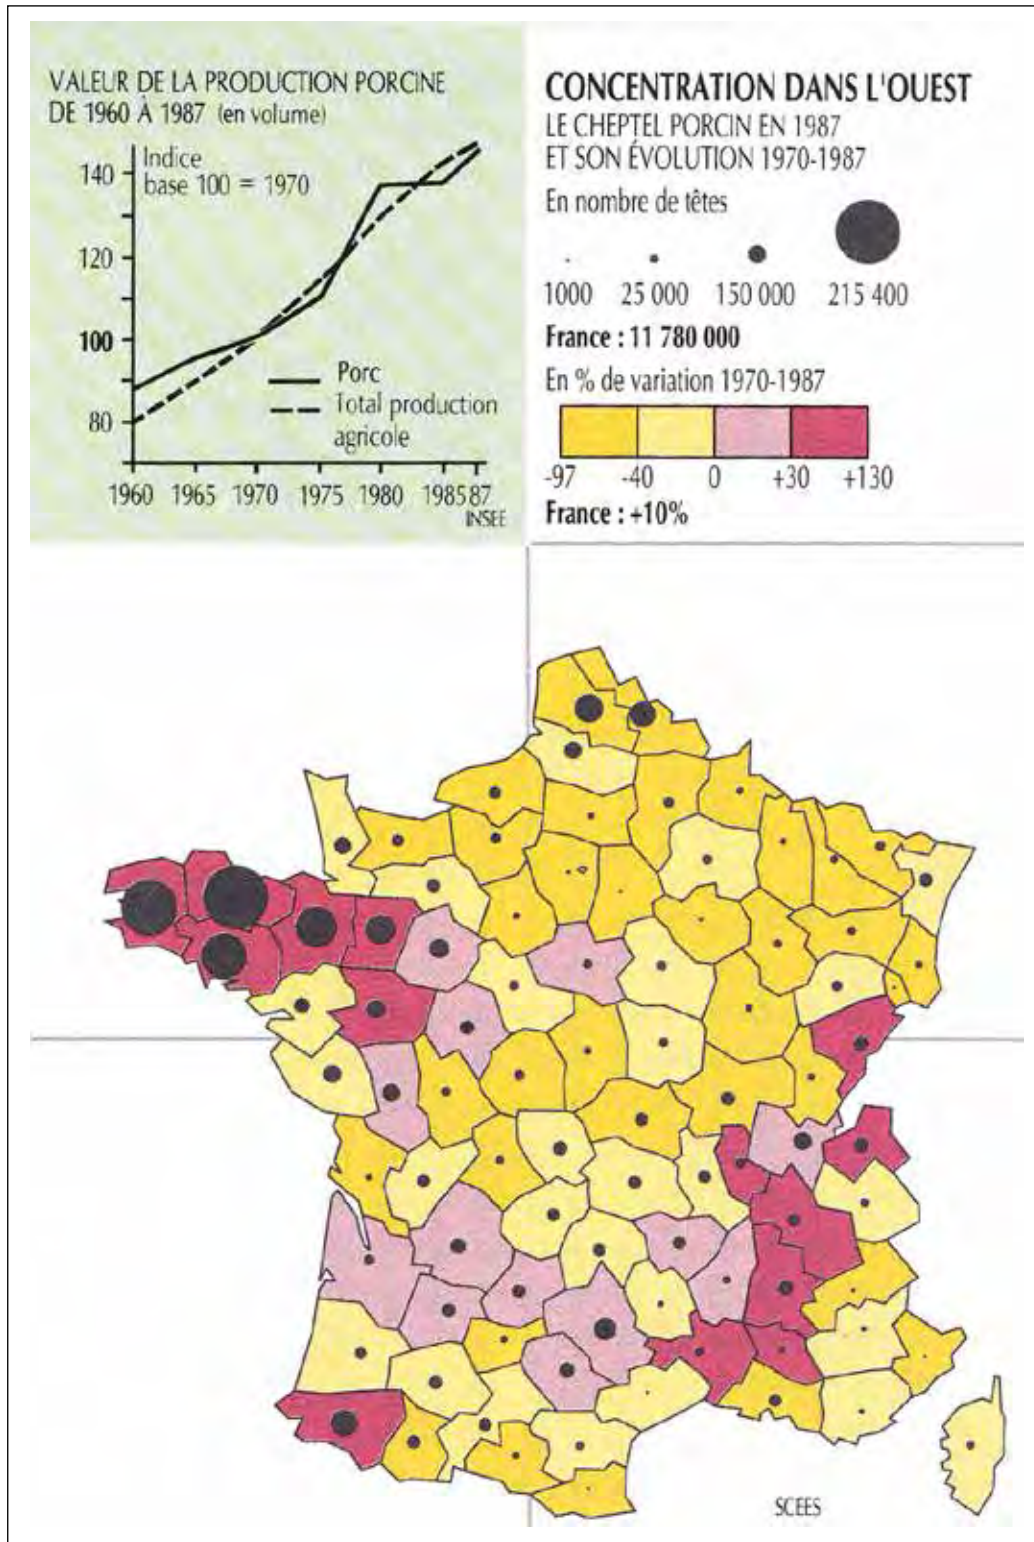 VALEUR DE LA PRODUCTION PORCINE
DE 1960 À 1987 (en volume)
Indice
base 100 = 1970
140
120
100
80
Porc
Total production
agricole
1960 1965 1970 1975 1980 1985 87
INSEE
CONCENTRATION DANS L'OUEST
LE CHEPTEL PORCIN EN 1987
ET SON ÉVOLUTION 1970-1987
En nombre de têtes
1000 25 000 150 000 215 400
France : 11 780 000
En % de variation 1970-1987
-97 -40 0 +30 +130
France : +10%
SCEES